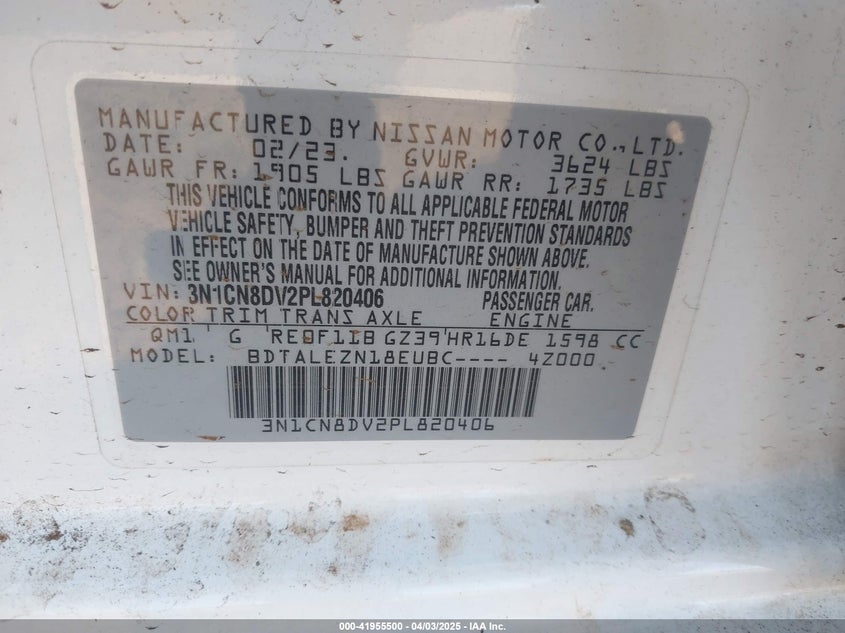 MANUFACTURED BY NISSAN MOTOR CO., LTD.
DATE: 02/23. GVWR: 3624 LBS
GAWR FR: 1905 LBS GAWR RR: 1735 LBS
THIS VEHICLE CONFORMS TO ALL APPLICABLE FEDERAL MOTOR
VEHICLE SAFETY, BUMPER AND THEFT PREVENTION STANDARDS
IN EFFECT ON THE DATE OF MANUFACTURE SHOWN ABOVE.
SEE OWNER'S MANUAL FOR ADDITIONAL INFORMATION.
VIN: 3N1CN8DV2PL820406 PASSENGER CAR.
COLOR TRIM TRANS AXLE ENGINE
QM1 G RE0F11B GZ39 HR16DE 1598 CC
MODEL: BDTALEZN18EUBC---- 4Z000
3N1CN8DV2PL820406
000-41955500 - 04/03/2025 - IAA Inc.